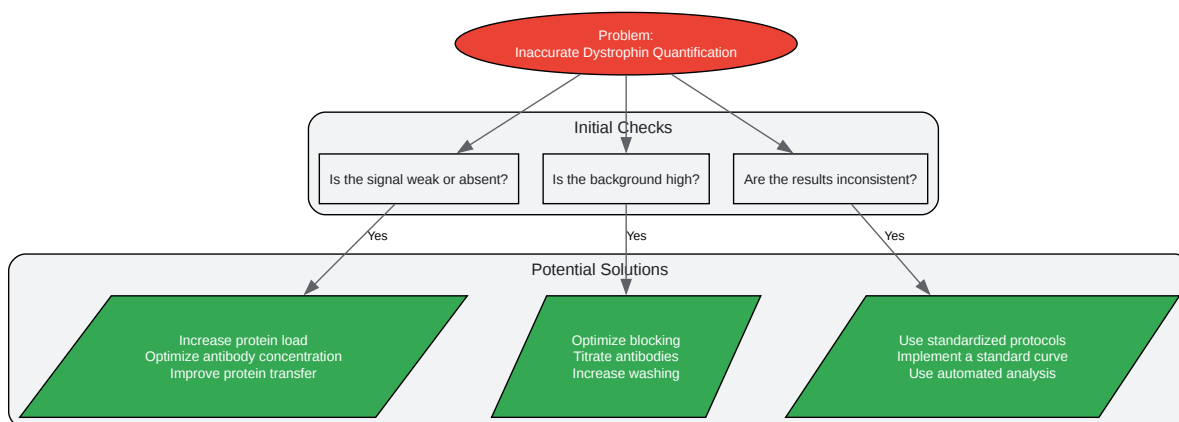 Problem:
Inaccurate Dystrophin Quantification
Initial Checks
Is the signal weak or absent?
Is the background high?
Are the results inconsistent?
Yes
Yes
Yes
Potential Solutions
Increase protein load
Optimize antibody concentration
Improve protein transfer
Optimize blocking
Titrate antibodies
Increase washing
Use standardized protocols
Implement a standard curve
Use automated analysis